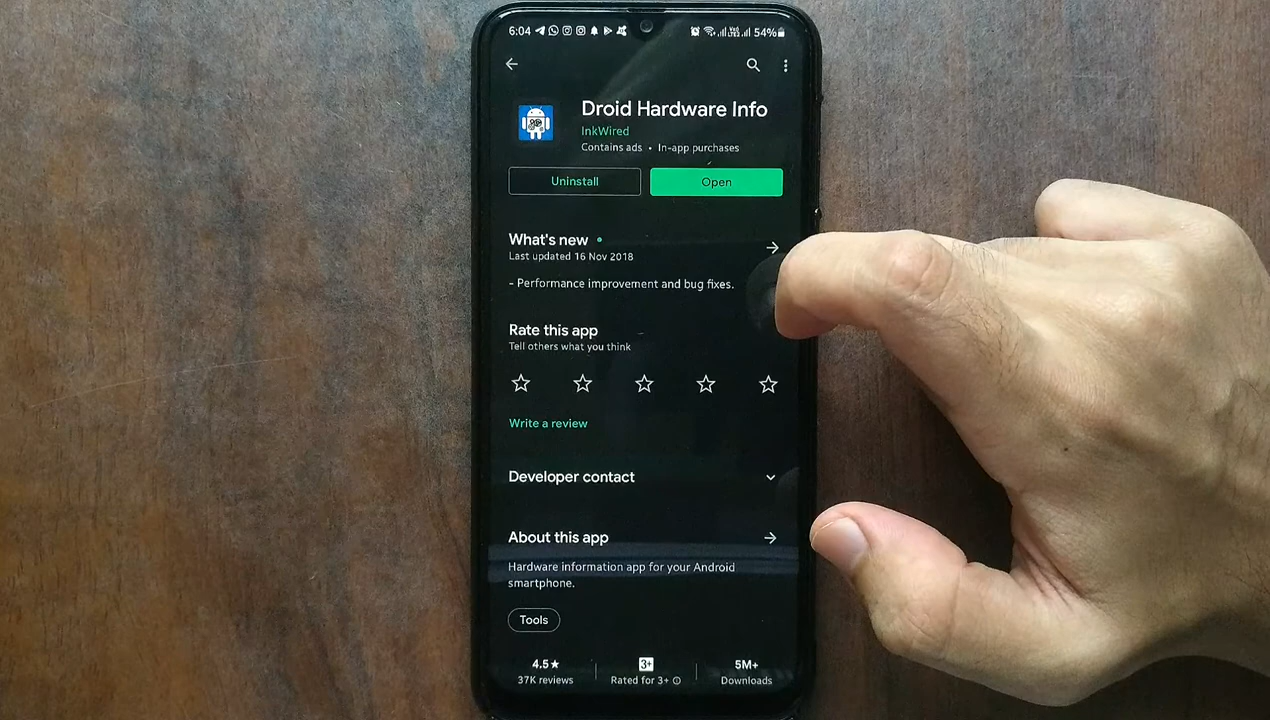 6:04 54%
Droid Hardware Info
InkWired
Contains ads • In-app purchases
Uninstall Open
What's new •
Last updated 16 Nov 2018
- Performance improvement and bug fixes.
Rate this app
Tell others what you think
Write a review
Developer contact
About this app
Hardware information app for your Android
smartphone.
Tools
4.5★ 3+ 5M+
37K reviews Rated for 3+ Downloads